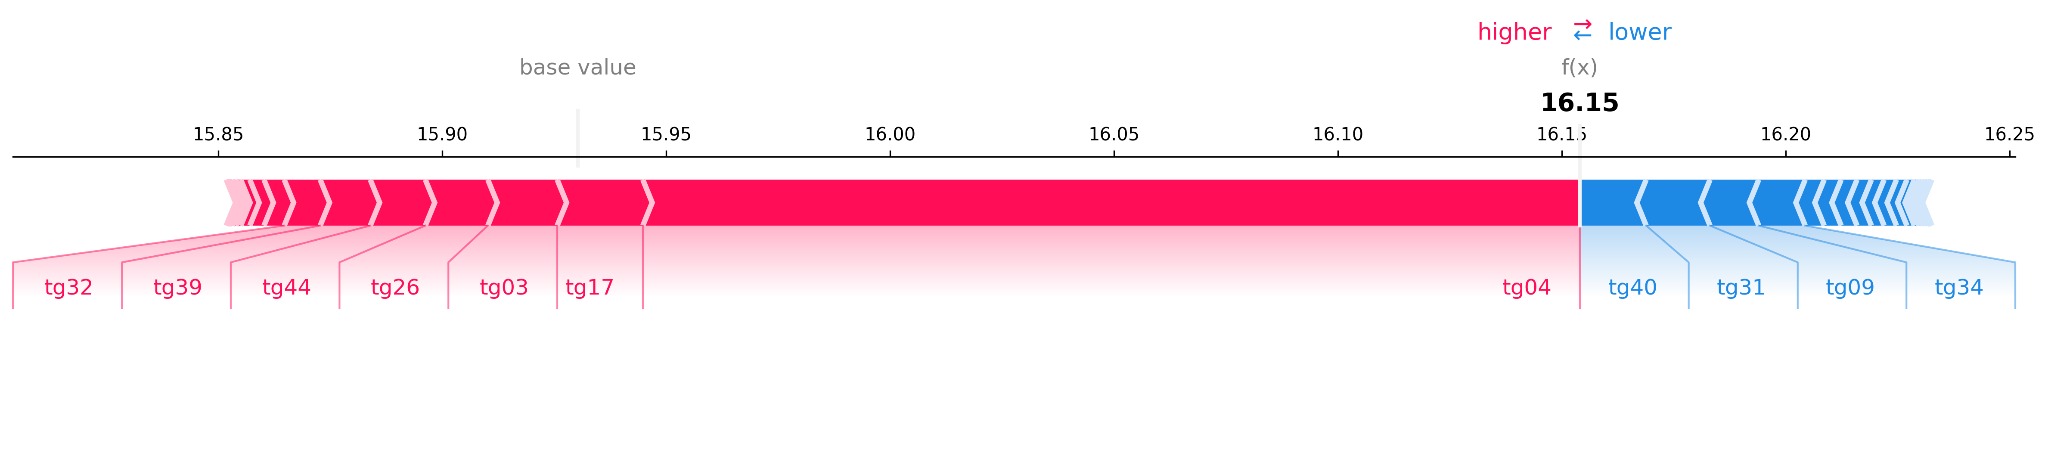 higher ⇄ lower
base value f(x)
16.15
15.85 15.90 15.95 16.00 16.05 16.10 16.15 16.20 16.25
tg32 tg39 tg44 tg26 tg03 tg17 tg04 tg40 tg31 tg09 tg34